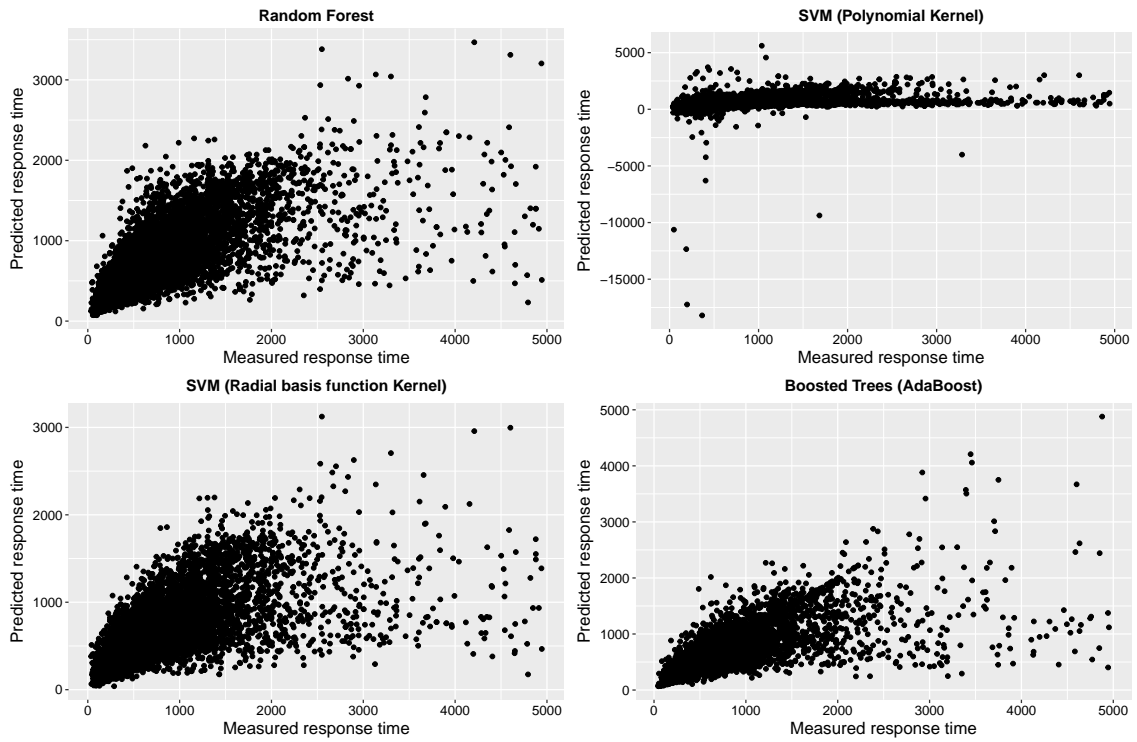 Random Forest
Predicted response time
3000
2000
1000
0
0 1000 2000 3000 4000 5000
Measured response time
SVM (Polynomial Kernel)
Predicted response time
5000
0
−5000
−10000
−15000
0 1000 2000 3000 4000 5000
Measured response time
SVM (Radial basis function Kernel)
Predicted response time
3000
2000
1000
0
0 1000 2000 3000 4000 5000
Measured response time
Boosted Trees (AdaBoost)
Predicted response time
5000
4000
3000
2000
1000
0
0 1000 2000 3000 4000 5000
Measured response time